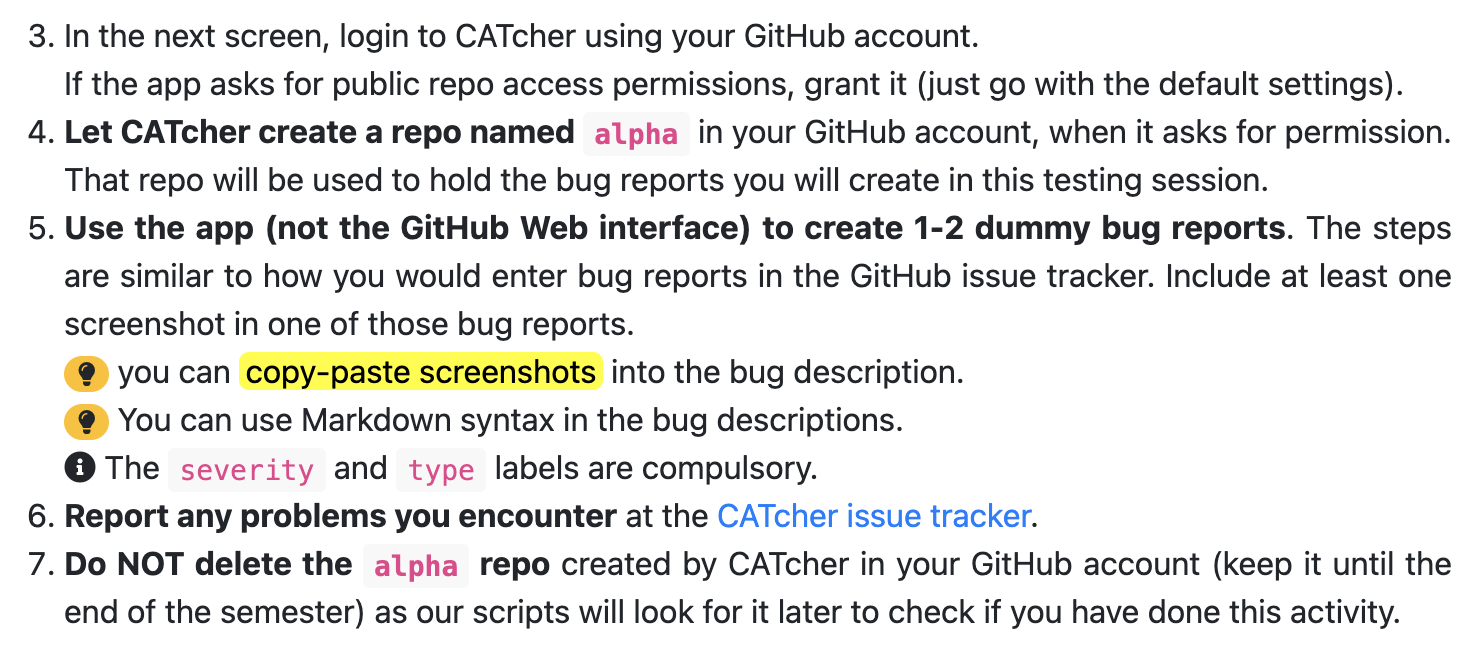 3. In the next screen, login to CATcher using your GitHub account.
If the app asks for public repo access permissions, grant it (just go with the default settings).
4. Let CATcher create a repo named alpha in your GitHub account, when it asks for permission.
That repo will be used to hold the bug reports you will create in this testing session.
5. Use the app (not the GitHub Web interface) to create 1-2 dummy bug reports. The steps
are similar to how you would enter bug reports in the GitHub issue tracker. Include at least one
screenshot in one of those bug reports.
you can copy-paste screenshots into the bug description.
You can use Markdown syntax in the bug descriptions.
The severity and type labels are compulsory.
6. Report any problems you encounter at the CATcher issue tracker.
7. Do NOT delete the alpha repo created by CATcher in your GitHub account (keep it until the
end of the semester) as our scripts will look for it later to check if you have done this activity.